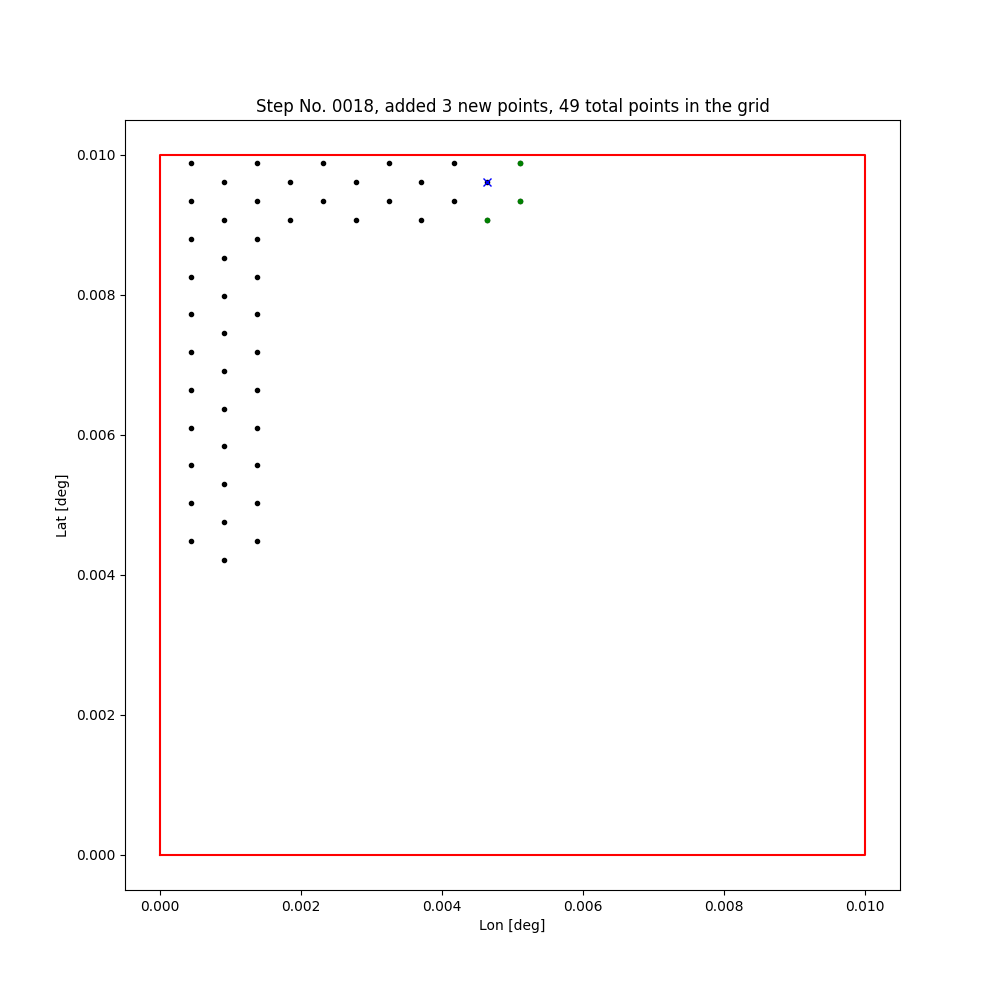 Step No. 0018, added 3 new points, 49 total points in the grid
0.010
0.008
0.006
0.004
0.002
0.000
Lat [deg]
0.000 0.002 0.004 0.006 0.008 0.010
Lon [deg]